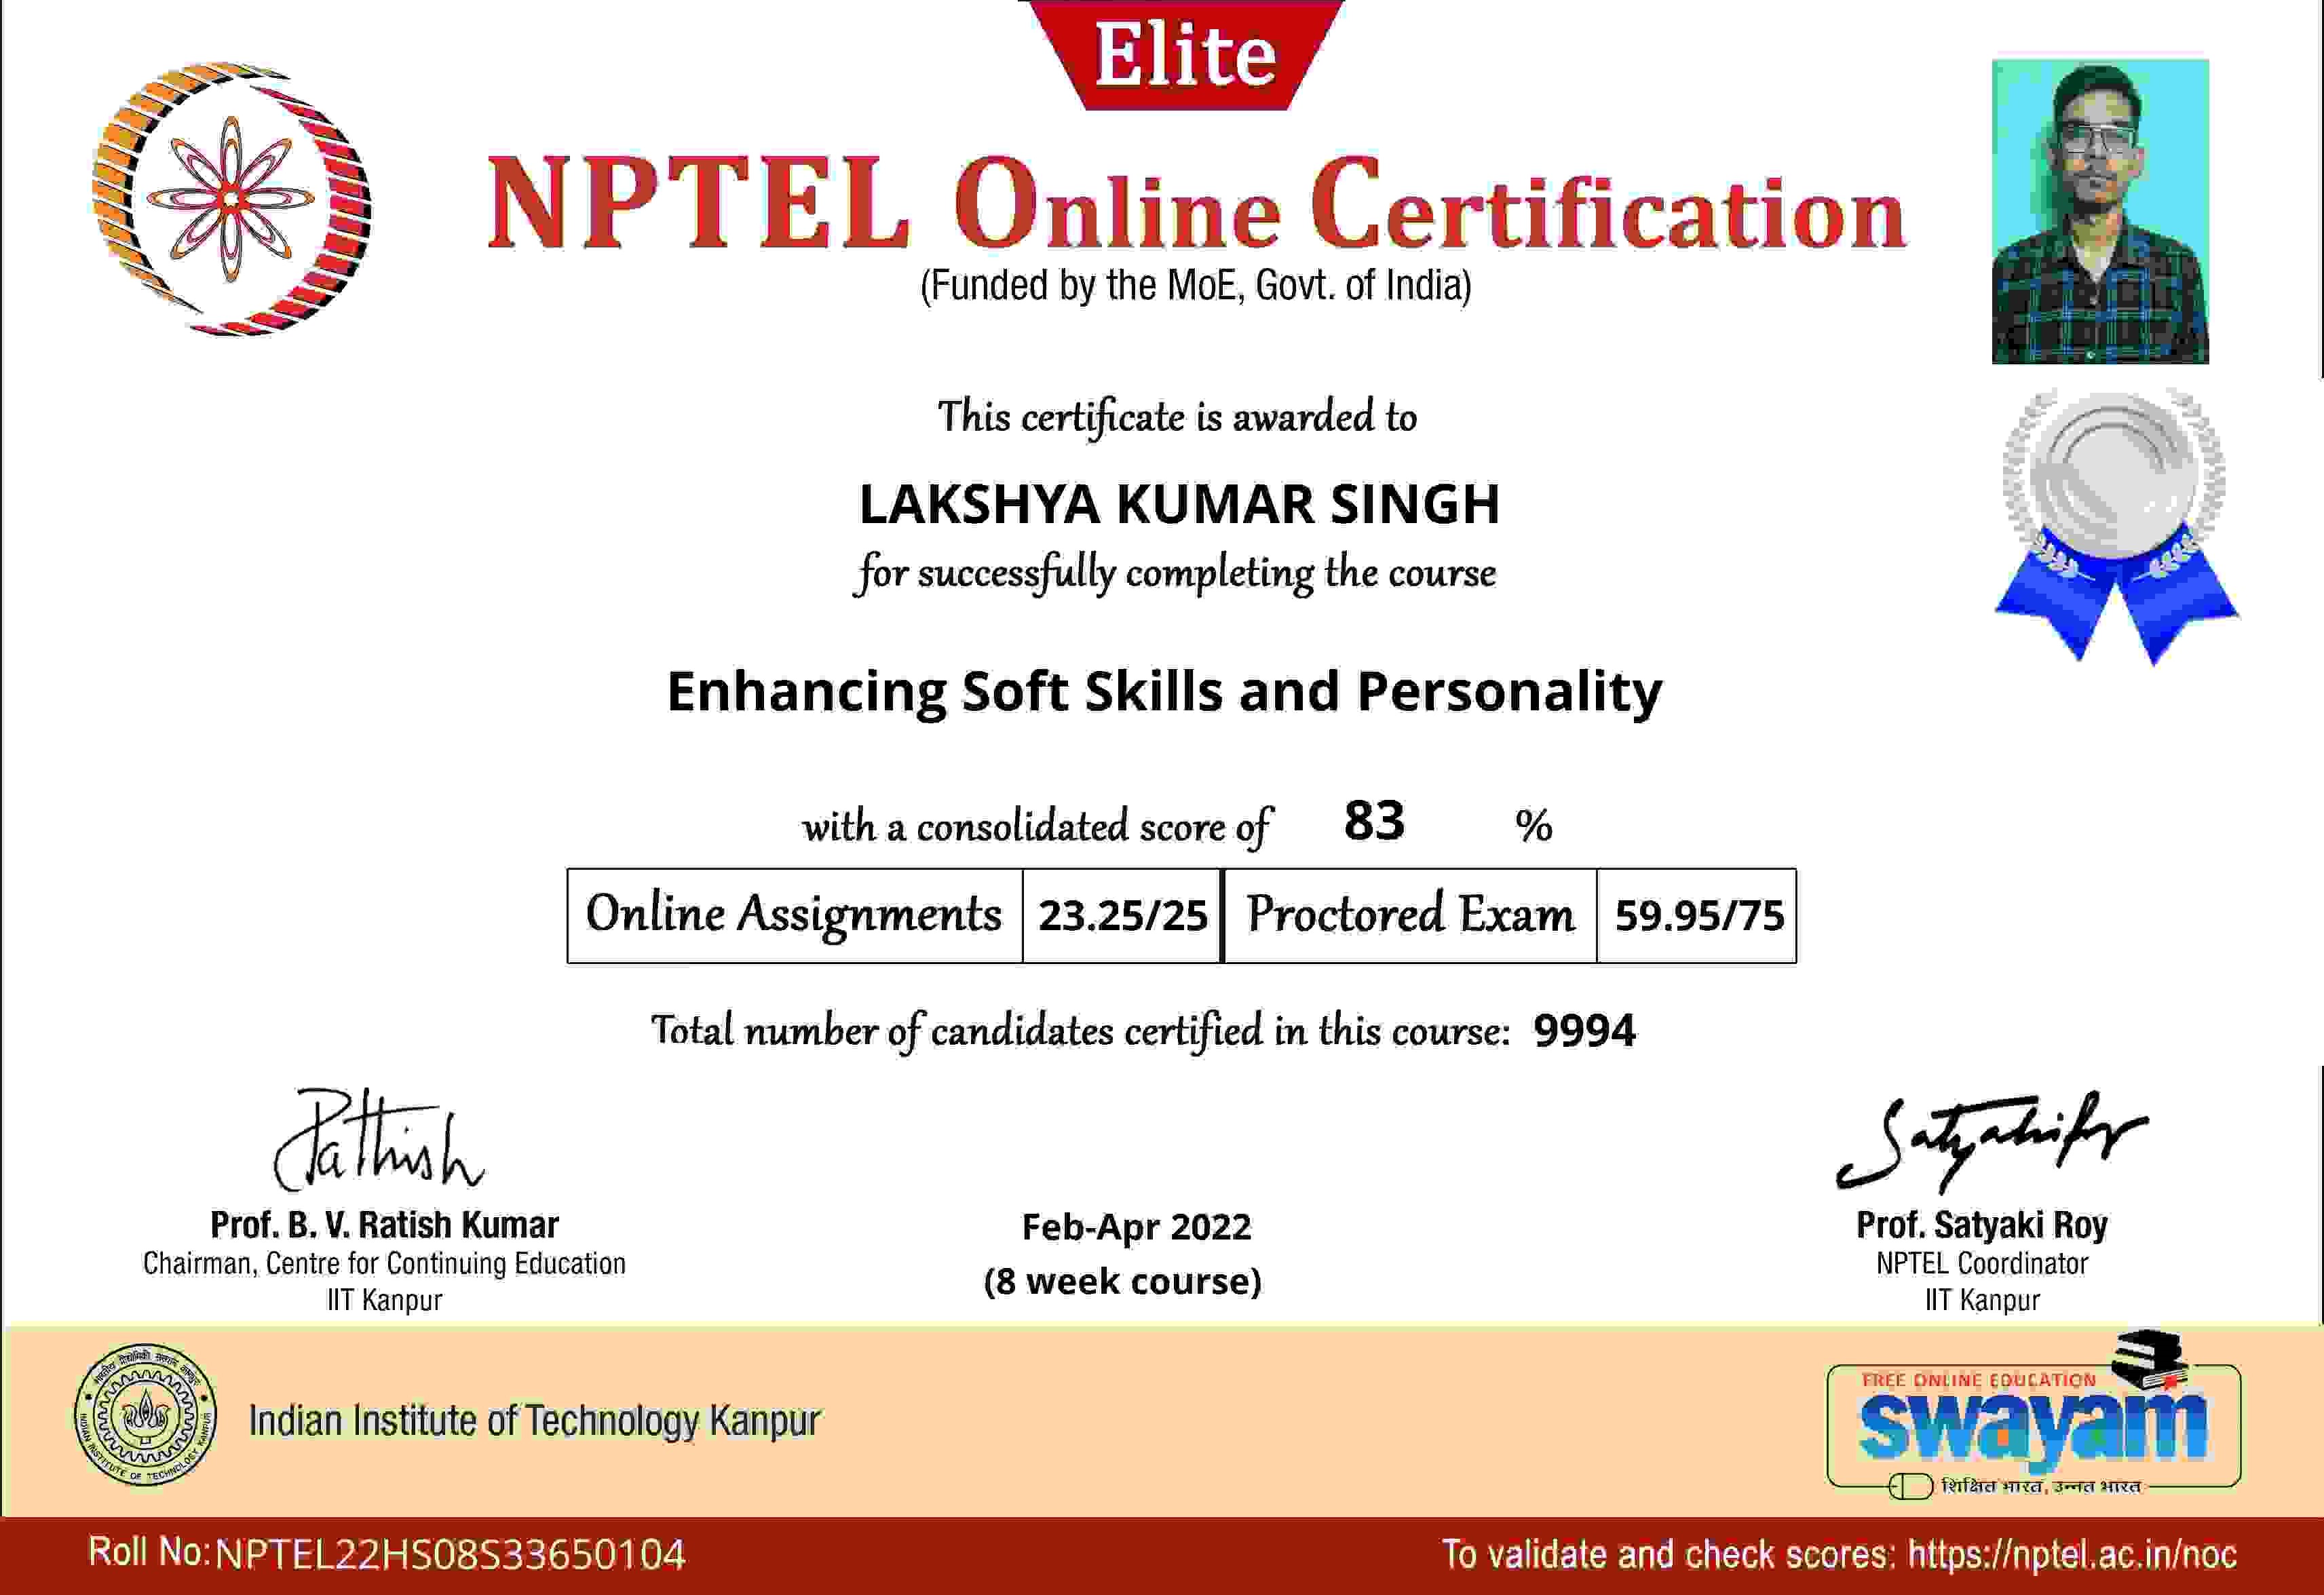 Elite
NPTEL Online Certification
(Funded by the MoE, Govt. of India)
This certificate is awarded to
LAKSHYA KUMAR SINGH
for successfully completing the course
Enhancing Soft Skills and Personality
with a consolidated score of 83 %
Online Assignments 23.25/25 Proctored Exam 59.95/75
Total number of candidates certified in this course: 9994
Prof. B. V. Ratish Kumar
Chairman, Centre for Continuing Education
IIT Kanpur
Feb-Apr 2022
(8 week course)
Prof. Satyaki Roy
NPTEL Coordinator
IIT Kanpur
INDIAN INSTITUTE OF TECHNOLOGY KANPUR
Indian Institute of Technology Kanpur
FREE ONLINE EDUCATION
swayam
शिक्षित भारत, उन्नत भारत
Roll No:NPTEL22HS08S33650104
To validate and check scores: https://nptel.ac.in/noc